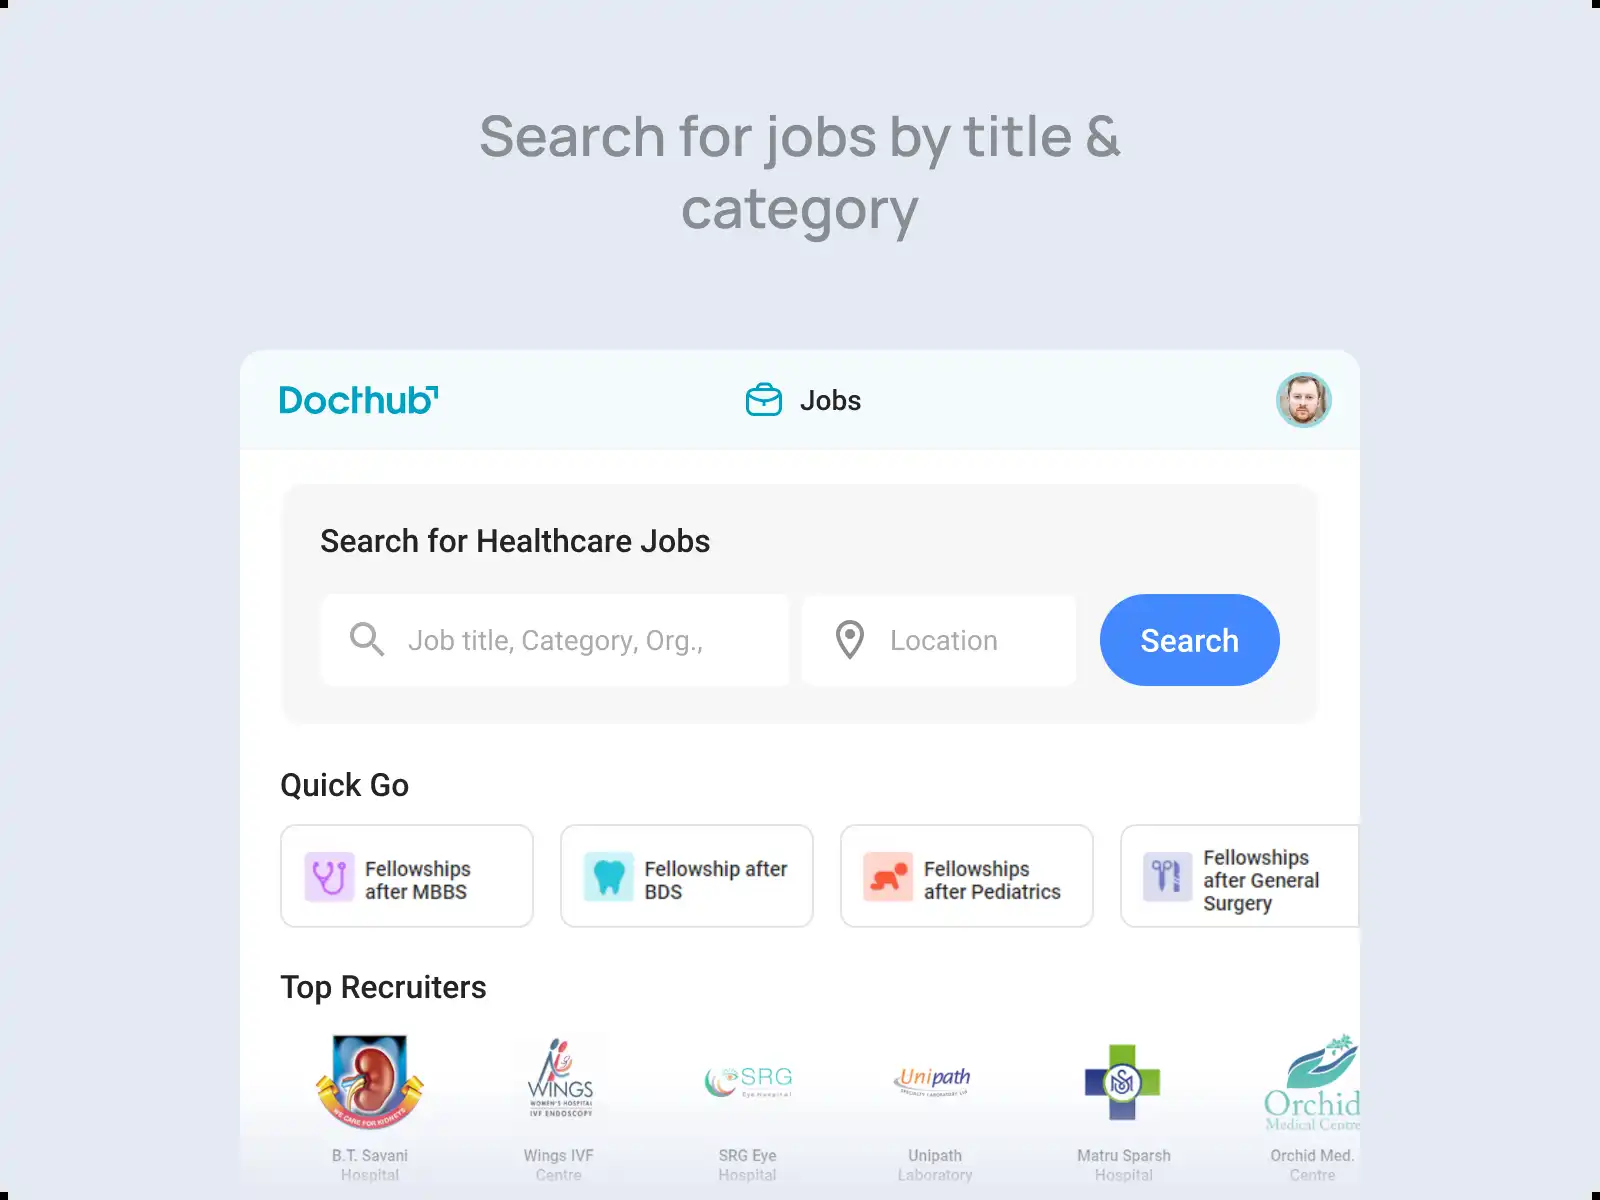 Search for jobs by title &
category
Docthub
Jobs
Search for Healthcare Jobs
Job title, Category, Org.,
Location
Search
Quick Go
Fellowships
after MBBS
Fellowship after
BDS
Fellowships
after Pediatrics
Fellowships
after General
Surgery
Top Recruiters
WE CARE FOR KIDNEYS
WINGS
WOMEN'S HOSPITAL
IVF ENDOSCOPY
SRG
Eye Hospital
Unipath
SPECIALTY LABORATORY LTD
Orchid
Medical Centre
B.T. Savani
Hospital
Wings IVF
Centre
SRG Eye
Hospital
Unipath
Laboratory
Matru Sparsh
Hospital
Orchid Med.
Centre